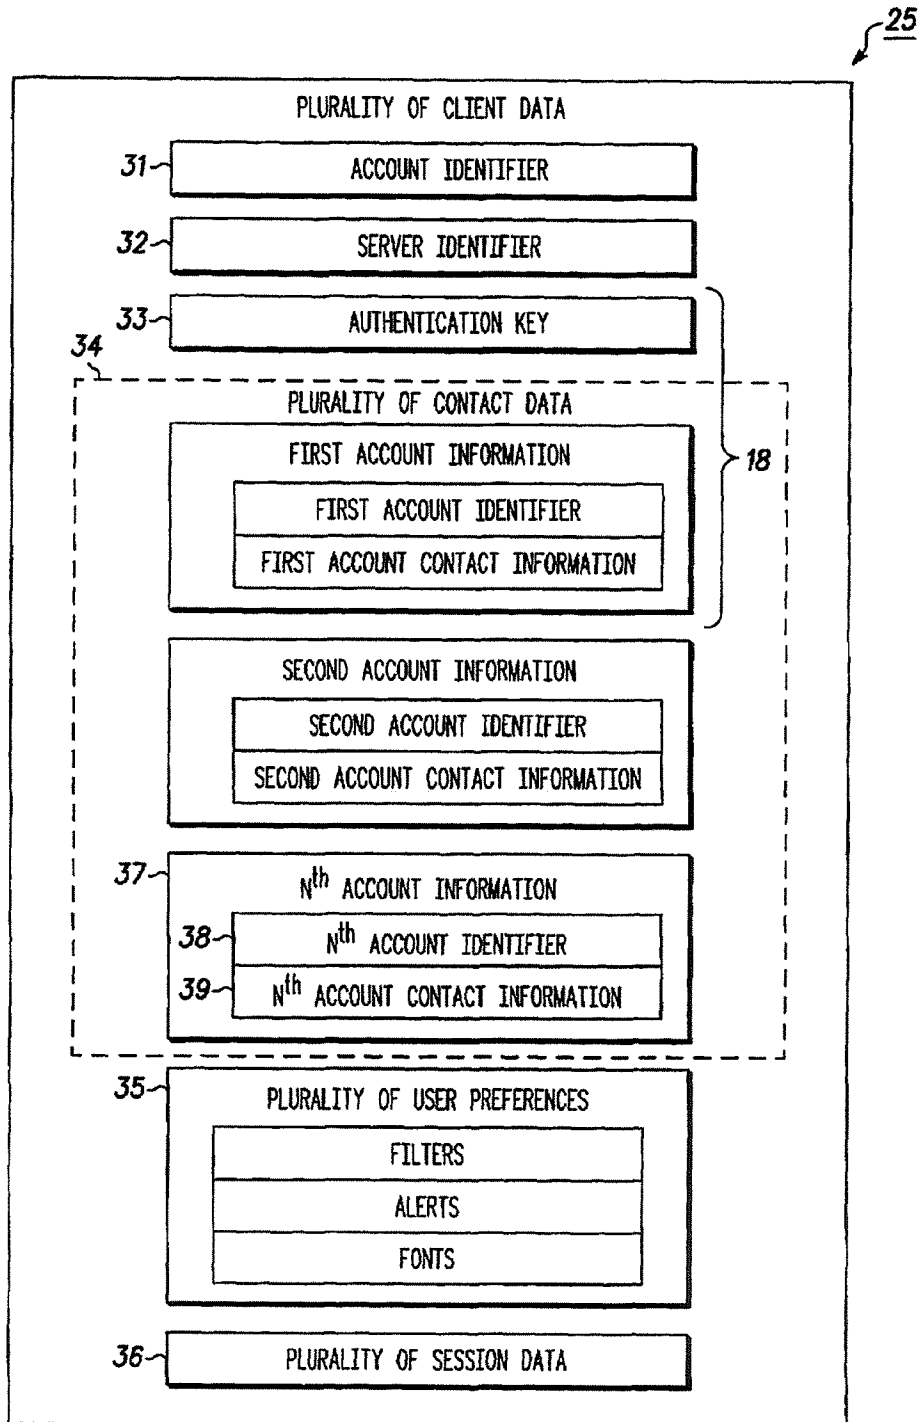 25
PLURALITY OF CLIENT DATA
31 ACCOUNT IDENTIFIER
32 SERVER IDENTIFIER
33 AUTHENTICATION KEY
34
PLURALITY OF CONTACT DATA
FIRST ACCOUNT INFORMATION
18
FIRST ACCOUNT IDENTIFIER
FIRST ACCOUNT CONTACT INFORMATION
SECOND ACCOUNT INFORMATION
SECOND ACCOUNT IDENTIFIER
SECOND ACCOUNT CONTACT INFORMATION
37 Nth ACCOUNT INFORMATION
38 Nth ACCOUNT IDENTIFIER
39 Nth ACCOUNT CONTACT INFORMATION
35 PLURALITY OF USER PREFERENCES
FILTERS
ALERTS
FONTS
36 PLURALITY OF SESSION DATA